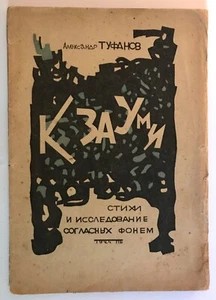 Александр ТУФАНОВ
К ЗАУМИ
СТИХИ
И ИССЛЕДОВАНИЕ
СОГЛАСНЫХ ФОНЕМ